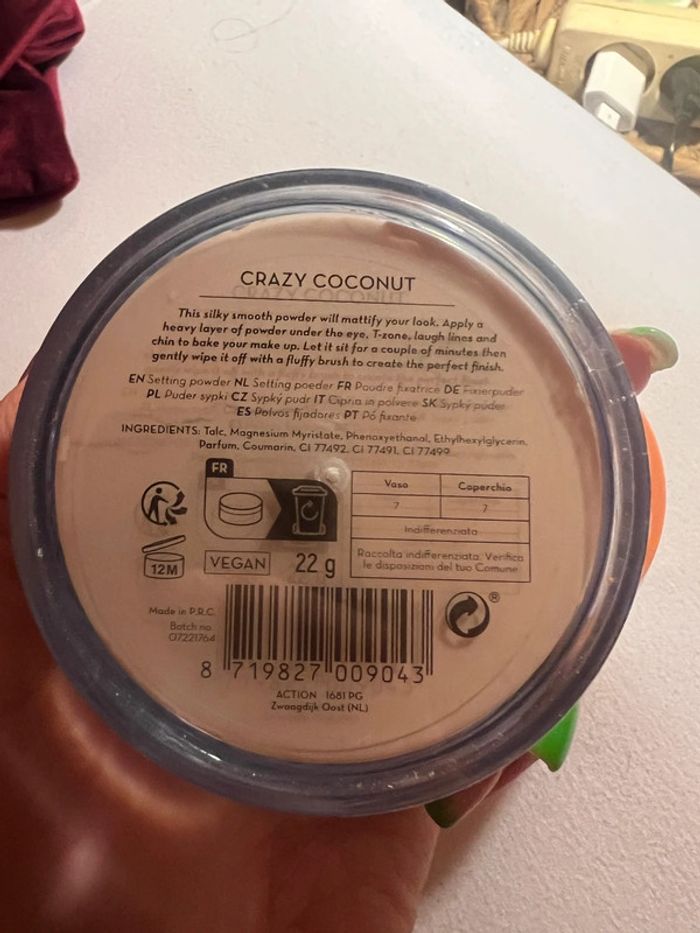 CRAZY COCONUT
This silky smooth powder will mattify your look. Apply a
heavy layer of powder under the eye, T-zone, laugh lines and
chin to bake your make up. Let it sit for a couple of minutes then
gently wipe it off with a fluffy brush to create the perfect finish.
EN Setting powder NL Setting poeder FR Poudre fixatrice DE Fixierpuder
PL Puder sypki CZ Sypký pudr IT Cipria in polvere SK Sypký púder
ES Polvos fijadores PT Pó fixante
INGREDIENTS: Talc, Magnesium Myristate, Phenoxyethanol, Ethylhexylglycerin,
Parfum, Coumarin, CI 77492, CI 77491, CI 77499
FR
Vaso Coperchio
7 7
Indifferenziata
Raccolta indifferenziata. Verifica
le disposizioni del tuo Comune
12M
VEGAN
22 g
Made in P.R.C.
Batch no.
07221764
®
8 719827 009043
ACTION 1681 PG
Zwaagdijk Oost (NL)